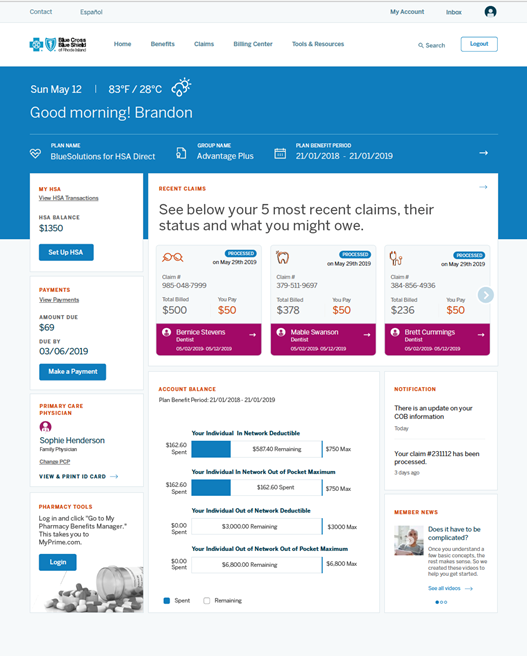 Contact Español My Account Inbox
Blue Cross
Blue Shield
of Rhode Island
Home Benefits Claims Billing Center Tools & Resources Search Logout
Sun May 12 | 83°F / 28°C
Good morning! Brandon
PLAN NAME
BlueSolutions for HSA Direct
GROUP NAME
Advantage Plus
PLAN BENEFIT PERIOD
21/01/2018 - 21/01/2019
MY HSA
View HSA Transactions
HSA BALANCE
$1350
Set Up HSA
PAYMENTS
View Payments
AMOUNT DUE
$69
DUE BY
03/06/2019
Make a Payment
PRIMARY CARE
PHYSICIAN
Sophie Henderson
Family Physician
Change PCP
VIEW & PRINT ID CARD
PHARMACY TOOLS
Log in and click "Go to My
Pharmacy Benefits Manager."
This takes you to
MyPrime.com.
Login
RECENT CLAIMS
See below your 5 most recent claims, their
status and what you might owe.
PROCESSED
on May 29th 2019
Claim #
985-048-7999
Total Billed You Pay
$500 $50
Bernice Stevens
Dentist
05/02/2019- 05/12/2019
PROCESSED
on May 29th 2019
Claim #
379-511-9697
Total Billed You Pay
$378 $50
Mable Swanson
Dentist
05/02/2019- 05/12/2019
PROCESSED
on May 29th 2019
Claim #
384-856-4936
Total Billed You Pay
$236 $50
Brett Cummings
Dentist
05/02/2019- 05/12/2019
ACCOUNT BALANCE
Plan Benefit Period: 21/01/2018 - 21/01/2019
Your Individual In Network Deductible
$162.60
Spent
$587.40 Remaining
$750 Max
Your Individual In Network Out of Pocket Maximum
$162.60
Spent
$162.60 Spent
$750 Max
Your Individual Out of Network Deductible
$0.00
Spent
$3,000.00 Remaining
$3000 Max
Your Individual Out of Network Out of Pocket Maximum
$0.00
Spent
$6,800.00 Remaining
$6,800 Max
Spent Remaining
NOTIFICATION
There is an update on your
COB information
Today
Your claim #231112 has been
processed.
3 days ago
MEMBER NEWS
Does it have to be
complicated?
Once you understand a
few basic concepts, the
rest makes sense. So we
created these videos to
help you get started.
See all videos